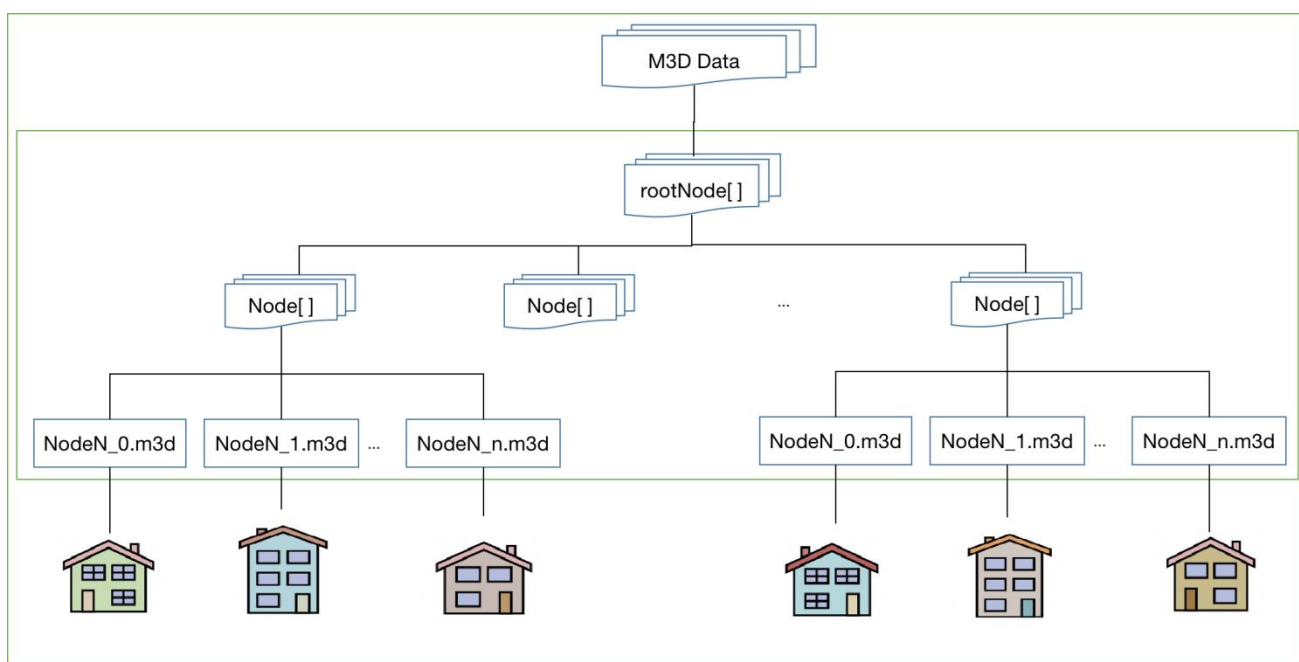 M3D Data
rootNode[ ]
Node[ ]
Node[ ]
...
Node[ ]
NodeN_0.m3d
NodeN_1.m3d
...
NodeN_n.m3d
NodeN_0.m3d
NodeN_1.m3d
...
NodeN_n.m3d